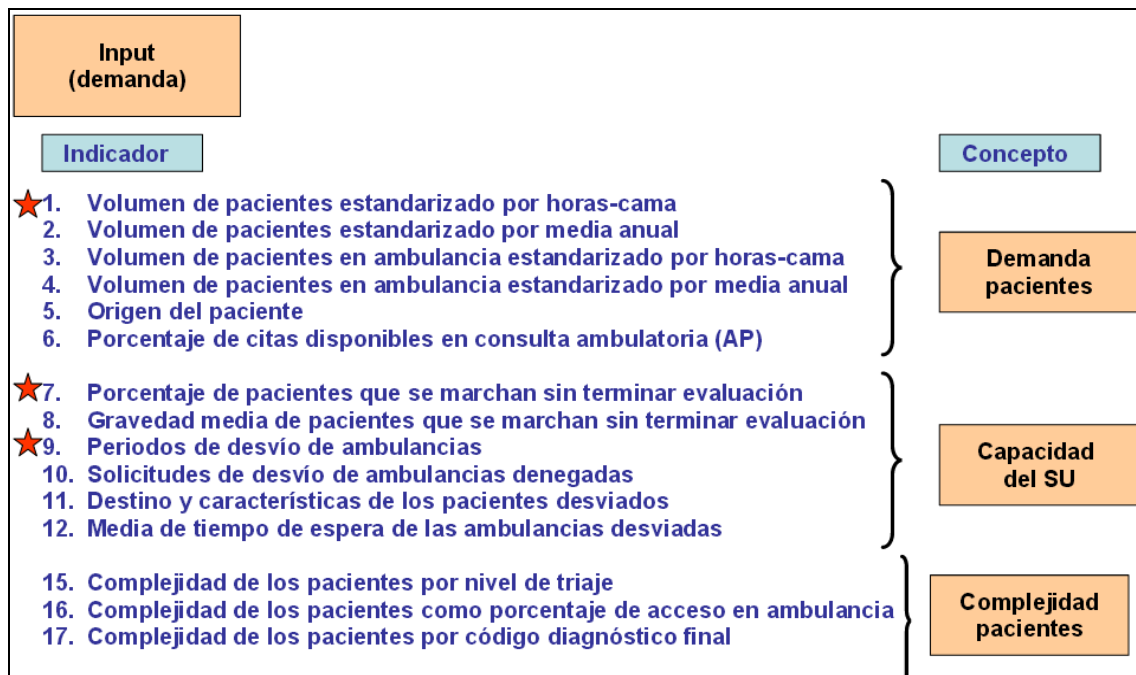 Input
(demanda)
Indicador
Concepto
1. Volumen de pacientes estandarizado por horas-cama
2. Volumen de pacientes estandarizado por media anual
3. Volumen de pacientes en ambulancia estandarizado por horas-cama
4. Volumen de pacientes en ambulancia estandarizado por media anual
5. Origen del paciente
6. Porcentaje de citas disponibles en consulta ambulatoria (AP)
Demanda
pacientes
7. Porcentaje de pacientes que se marchan sin terminar evaluación
8. Gravedad media de pacientes que se marchan sin terminar evaluación
9. Periodos de desvío de ambulancias
10. Solicitudes de desvío de ambulancias denegadas
11. Destino y características de los pacientes desviados
12. Media de tiempo de espera de las ambulancias desviadas
Capacidad
del SU
15. Complejidad de los pacientes por nivel de triaje
16. Complejidad de los pacientes como porcentaje de acceso en ambulancia
17. Complejidad de los pacientes por código diagnóstico final
Complejidad
pacientes